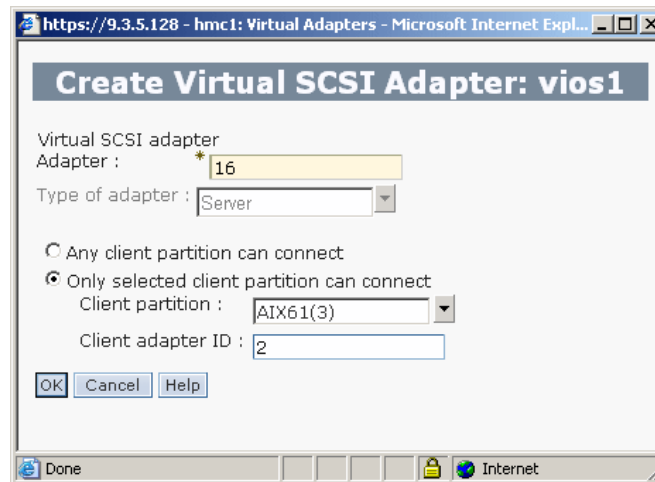 https://9.3.5.128 - hmc1: Virtual Adapters - Microsoft Internet Expl...
Create Virtual SCSI Adapter: vios1
Virtual SCSI adapter
Adapter : * 16
Type of adapter : Server
Any client partition can connect
Only selected client partition can connect
Client partition : AIX61(3)
Client adapter ID : 2
OK Cancel Help
Done Internet